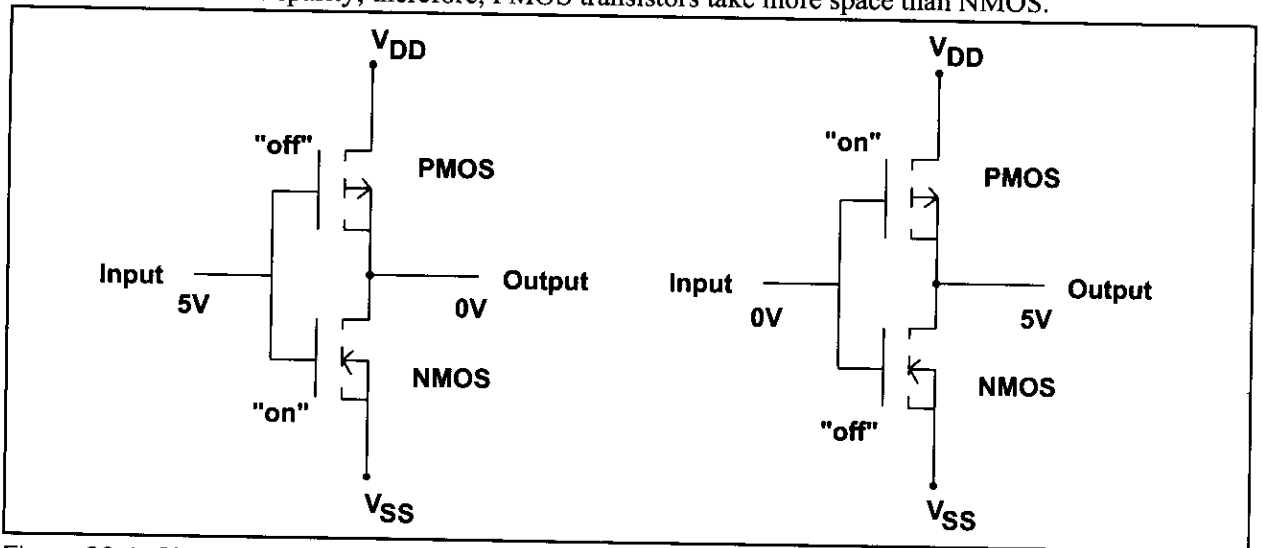 therefore, PMOS transistors take more space than NMOS.
VDD
"off"
PMOS
Input
5V
Output
0V
NMOS
"on"
VSS
VDD
"on"
PMOS
Input
0V
Output
5V
NMOS
"off"
VSS